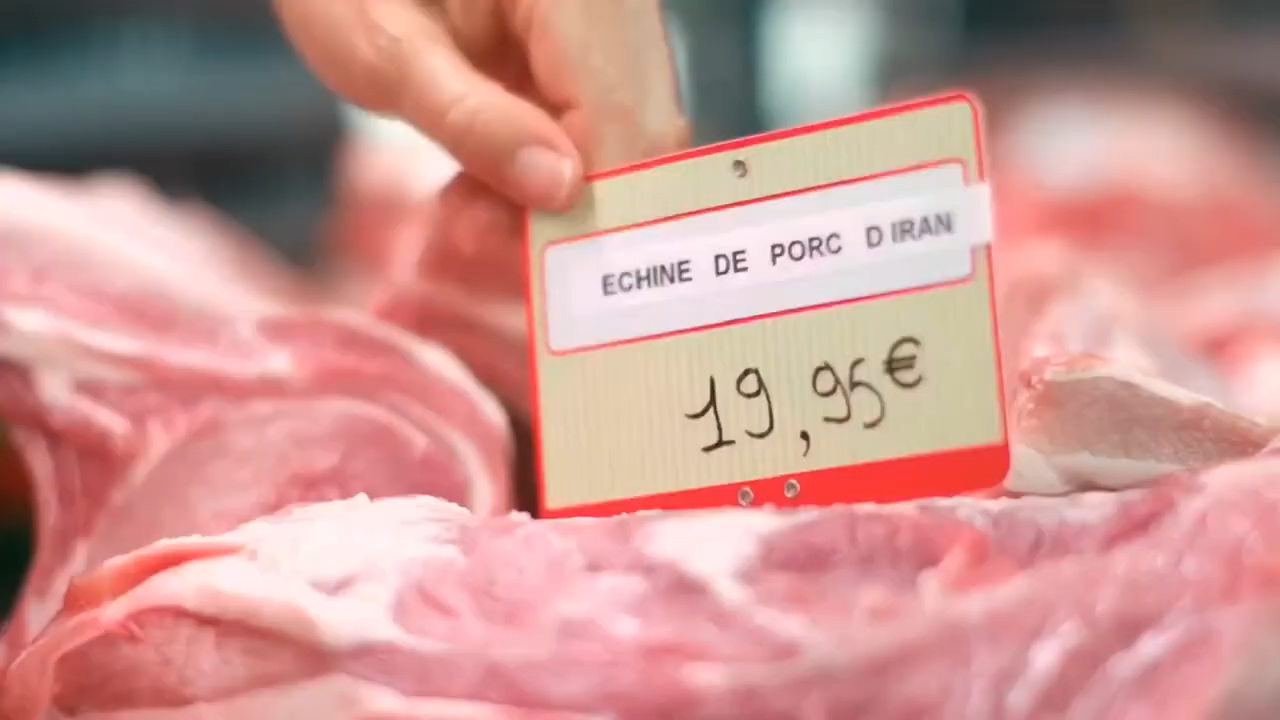 ECHINE DE PORC D IRAN
19,95€